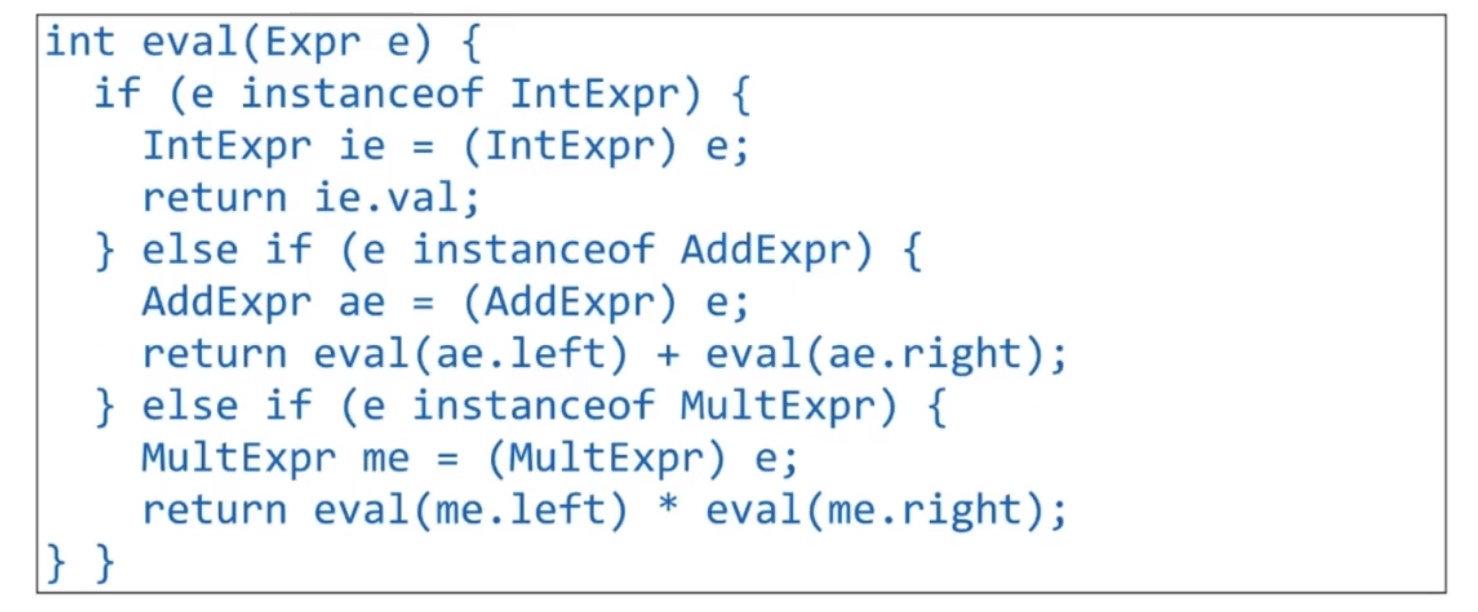 int eval(Expr e) {
  if (e instanceof IntExpr) {
    IntExpr ie = (IntExpr) e;
    return ie.val;
  } else if (e instanceof AddExpr) {
    AddExpr ae = (AddExpr) e;
    return eval(ae.left) + eval(ae.right);
  } else if (e instanceof MultExpr) {
    MultExpr me = (MultExpr) e;
    return eval(me.left) * eval(me.right);
} }